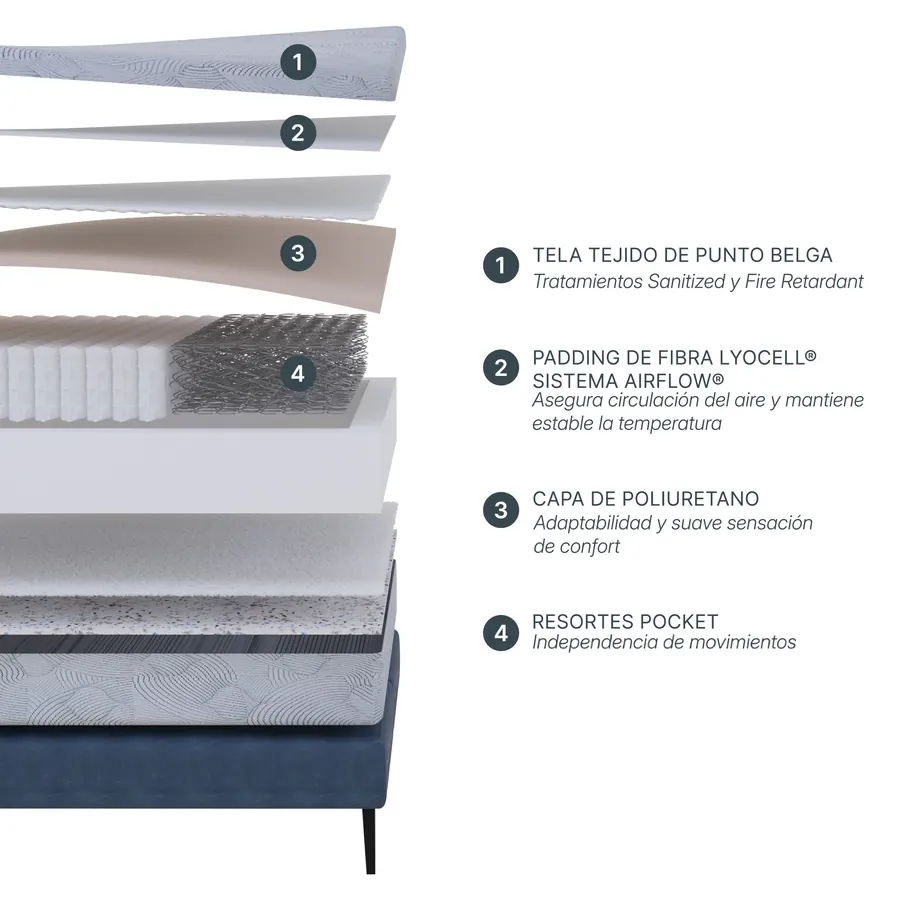 1
2
3
4
1
TELA TEJIDO DE PUNTO BELGA
Tratamientos Sanitized y Fire Retardant
2
PADDING DE FIBRA LYOCELL®
SISTEMA AIRFLOW®
Asegura circulación del aire y mantiene
estable la temperatura
3
CAPA DE POLIURETANO
Adaptabilidad y suave sensación
de confort
4
RESORTES POCKET
Independencia de movimientos